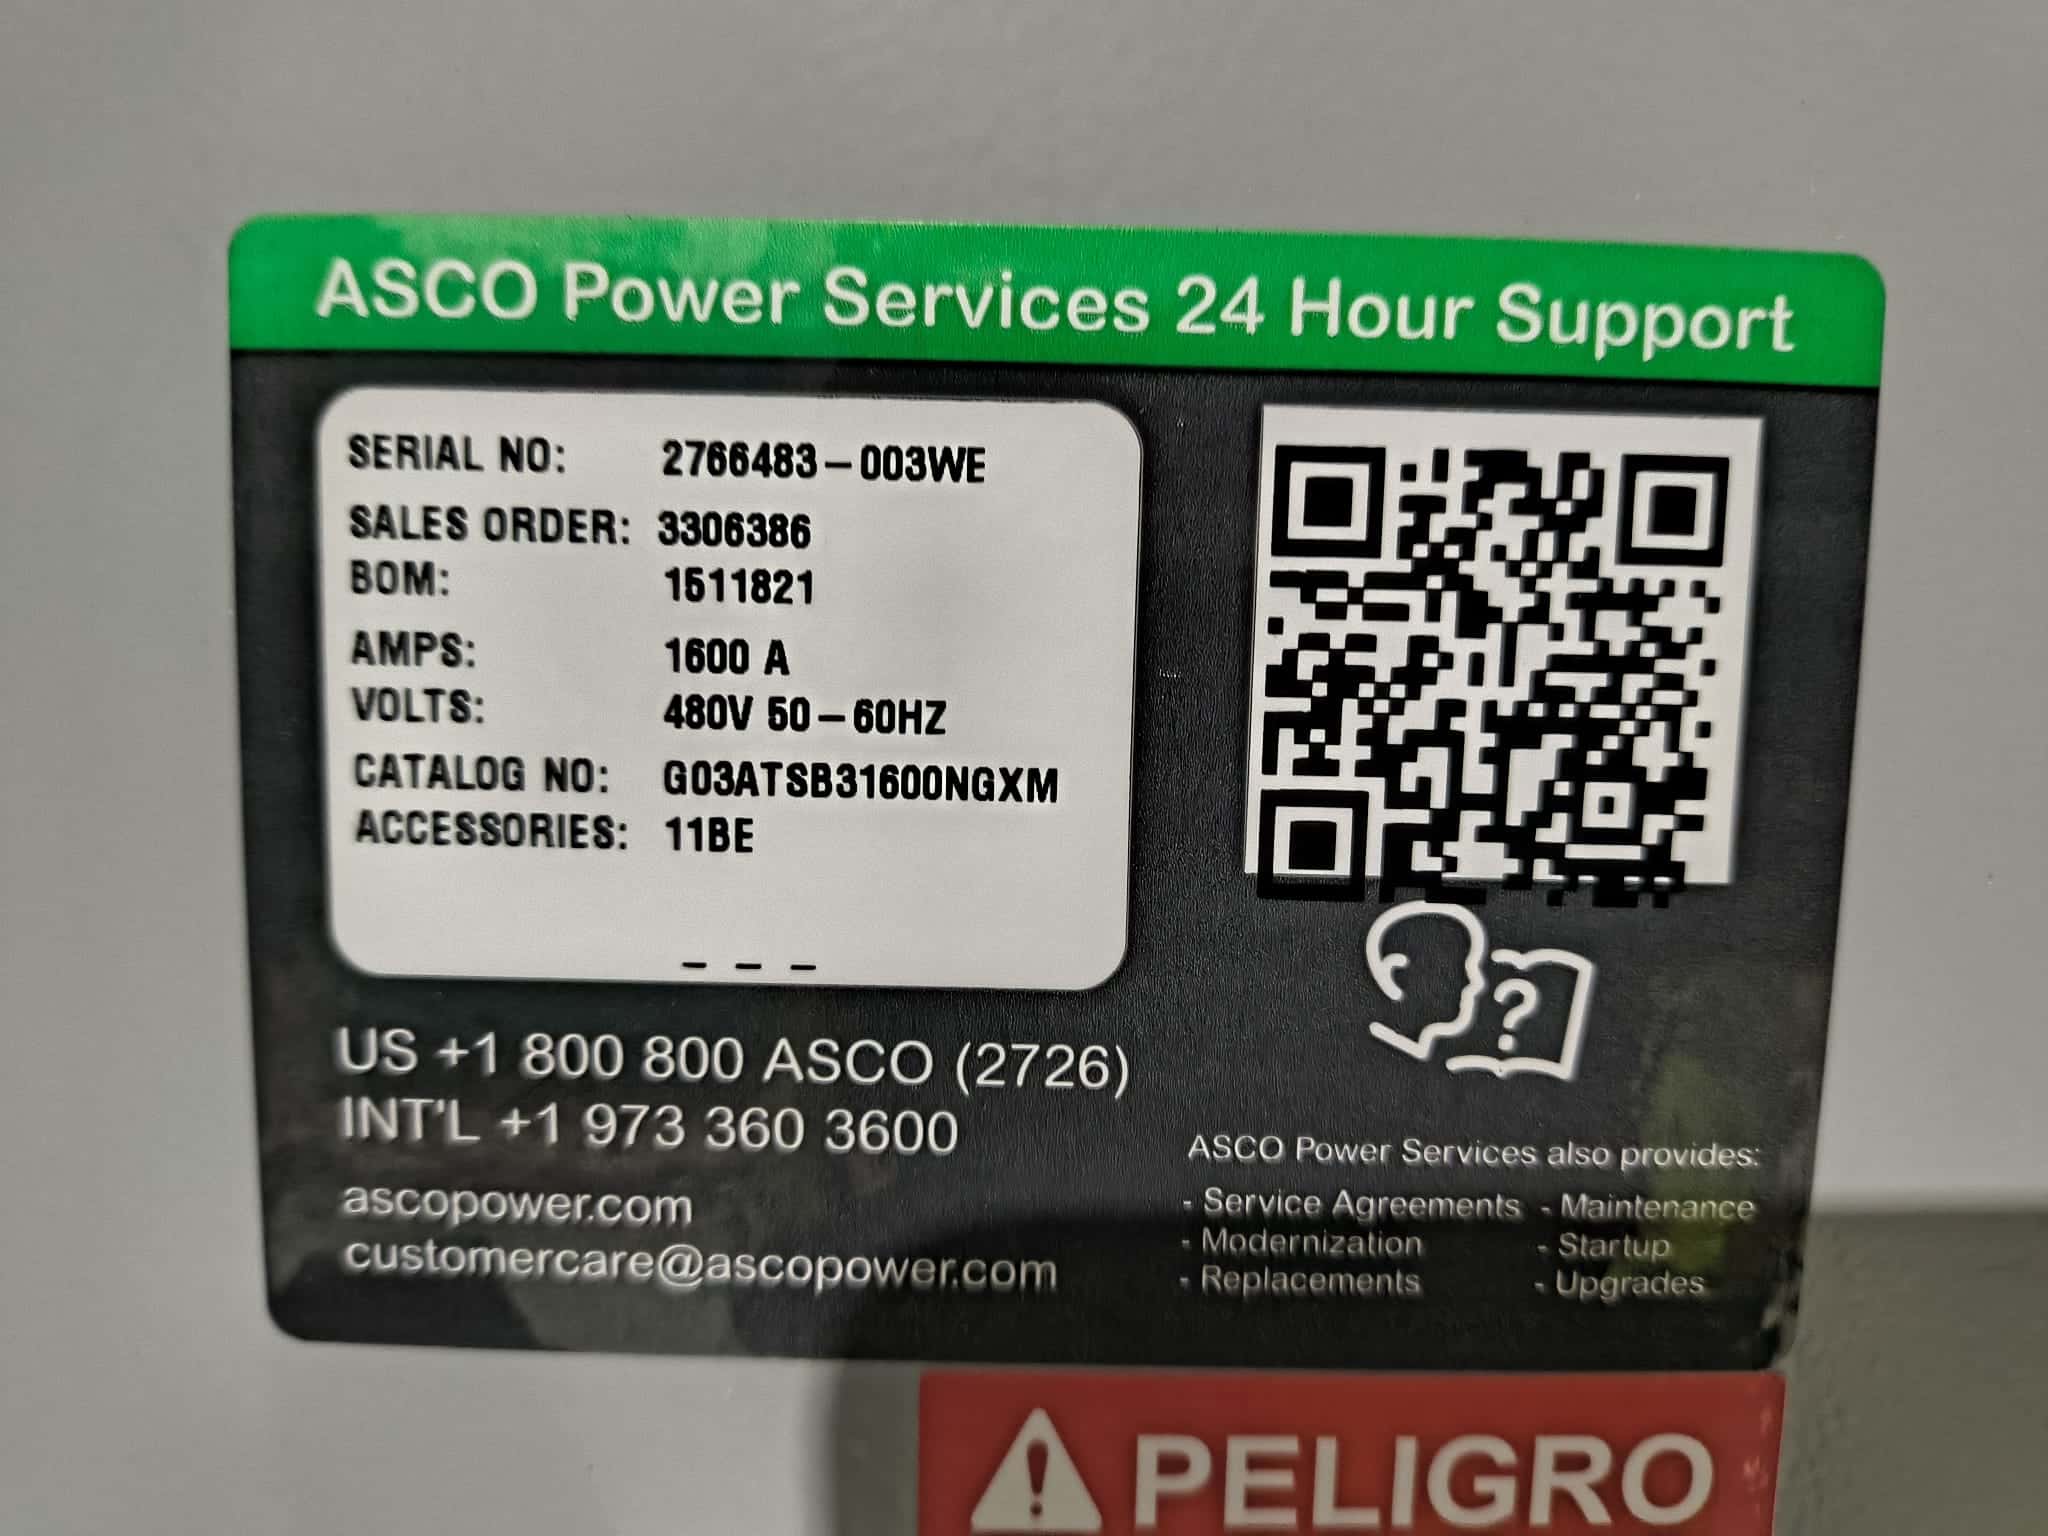 ASCO Power Services 24 Hour Support
SERIAL NO: 2766483-003WE
SALES ORDER: 3306386
BOM: 1511821
AMPS: 1600 A
VOLTS: 480V 50-60HZ
CATALOG NO: G03ATSB31600NGXM
ACCESSORIES: 11BE
_ _ _
US +1 800 800 ASCO (2726)
INT'L +1 973 360 3600
ascopower.com
customercare@ascopower.com
?
ASCO Power Services also provides:
- Service Agreements - Maintenance
- Modernization - Startup
- Replacements - Upgrades
! PELIGRO